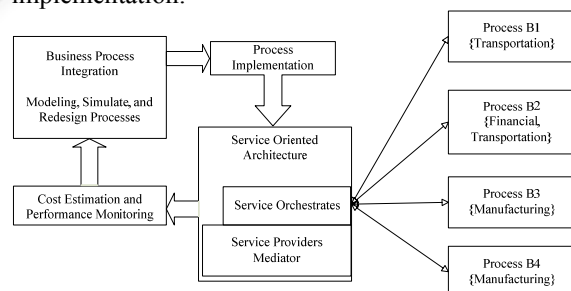 implementation.
Business Process
Integration
Modeling, Simulate, and
Redesign Processes
Process
Implementation
Process B1
{Transportation}
Process B2
{Financial,
Transportation}
Service Oriented
Architecture
Cost Estimation and
Performance Monitoring
Service Orchestrates
Process B3
{Manufacturing}
Service Providers
Mediator
Process B4
{Manufacturing}